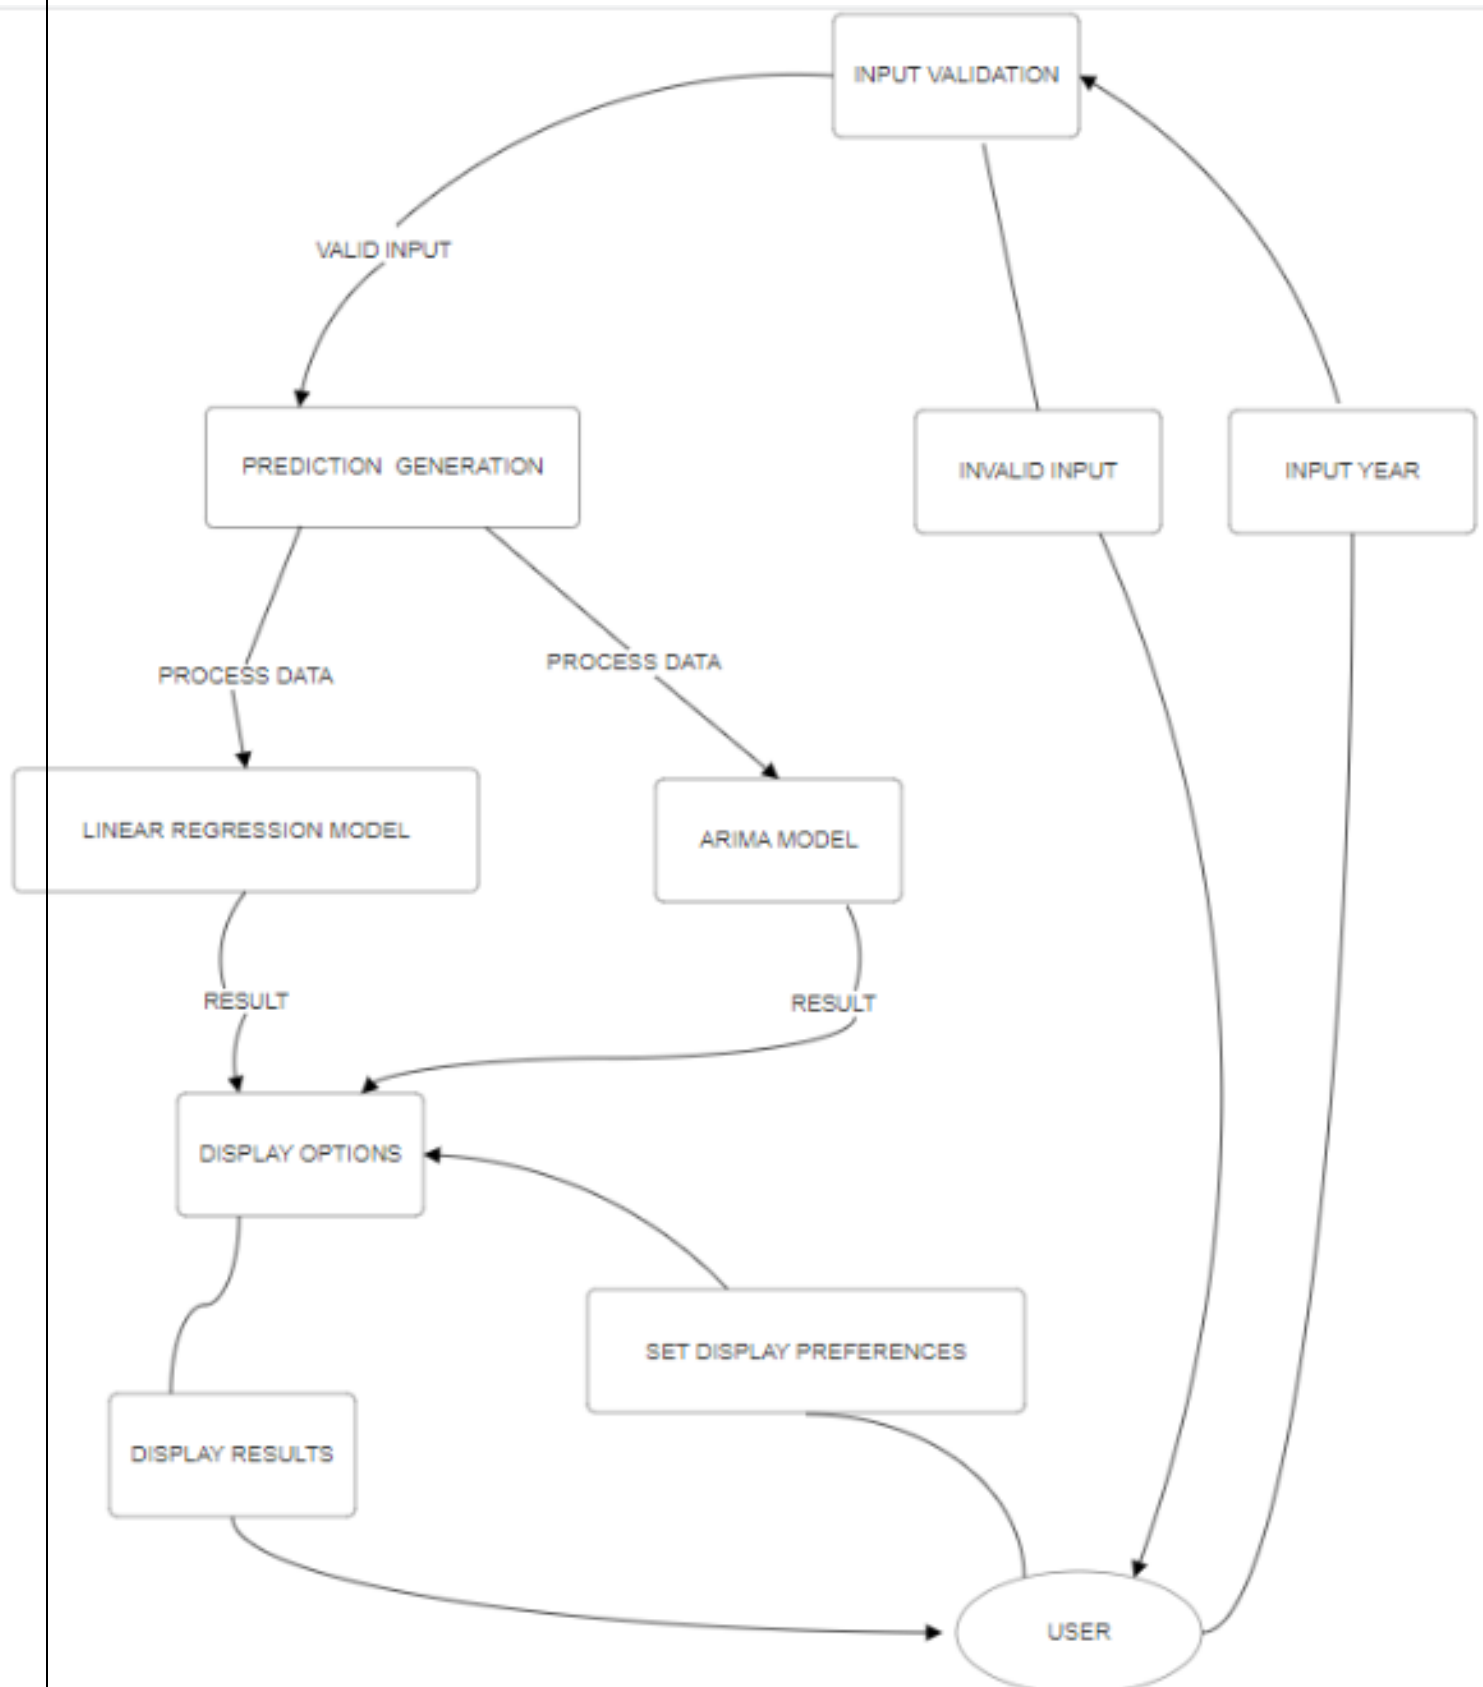 INPUT VALIDATION
VALID INPUT
PREDICTION  GENERATION
INVALID INPUT
INPUT YEAR
PROCESS DATA
PROCESS DATA
LINEAR REGRESSION MODEL
ARIMA MODEL
RESULT
RESULT
DISPLAY OPTIONS
SET DISPLAY PREFERENCES
DISPLAY RESULTS
USER